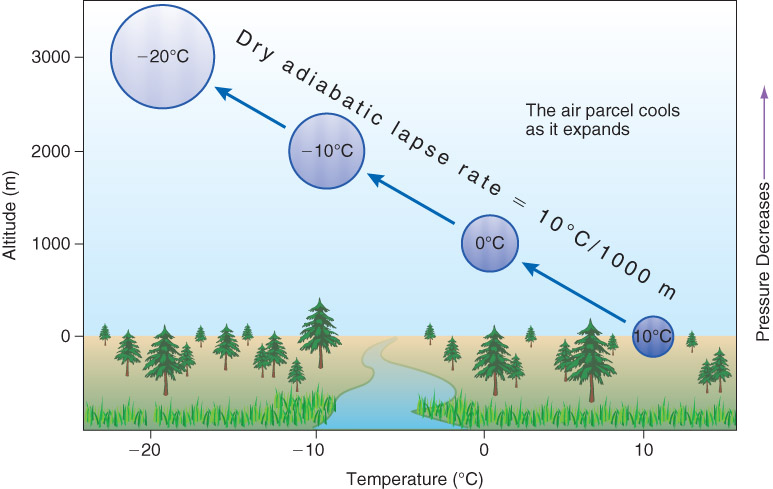 3000
2000
1000
0
Altitude (m)
−20°C
−10°C
0°C
10°C
Dry adiabatic lapse rate = 10°C/1000 m
The air parcel cools
as it expands
Pressure Decreases
−20
−10
0
10
Temperature (°C)